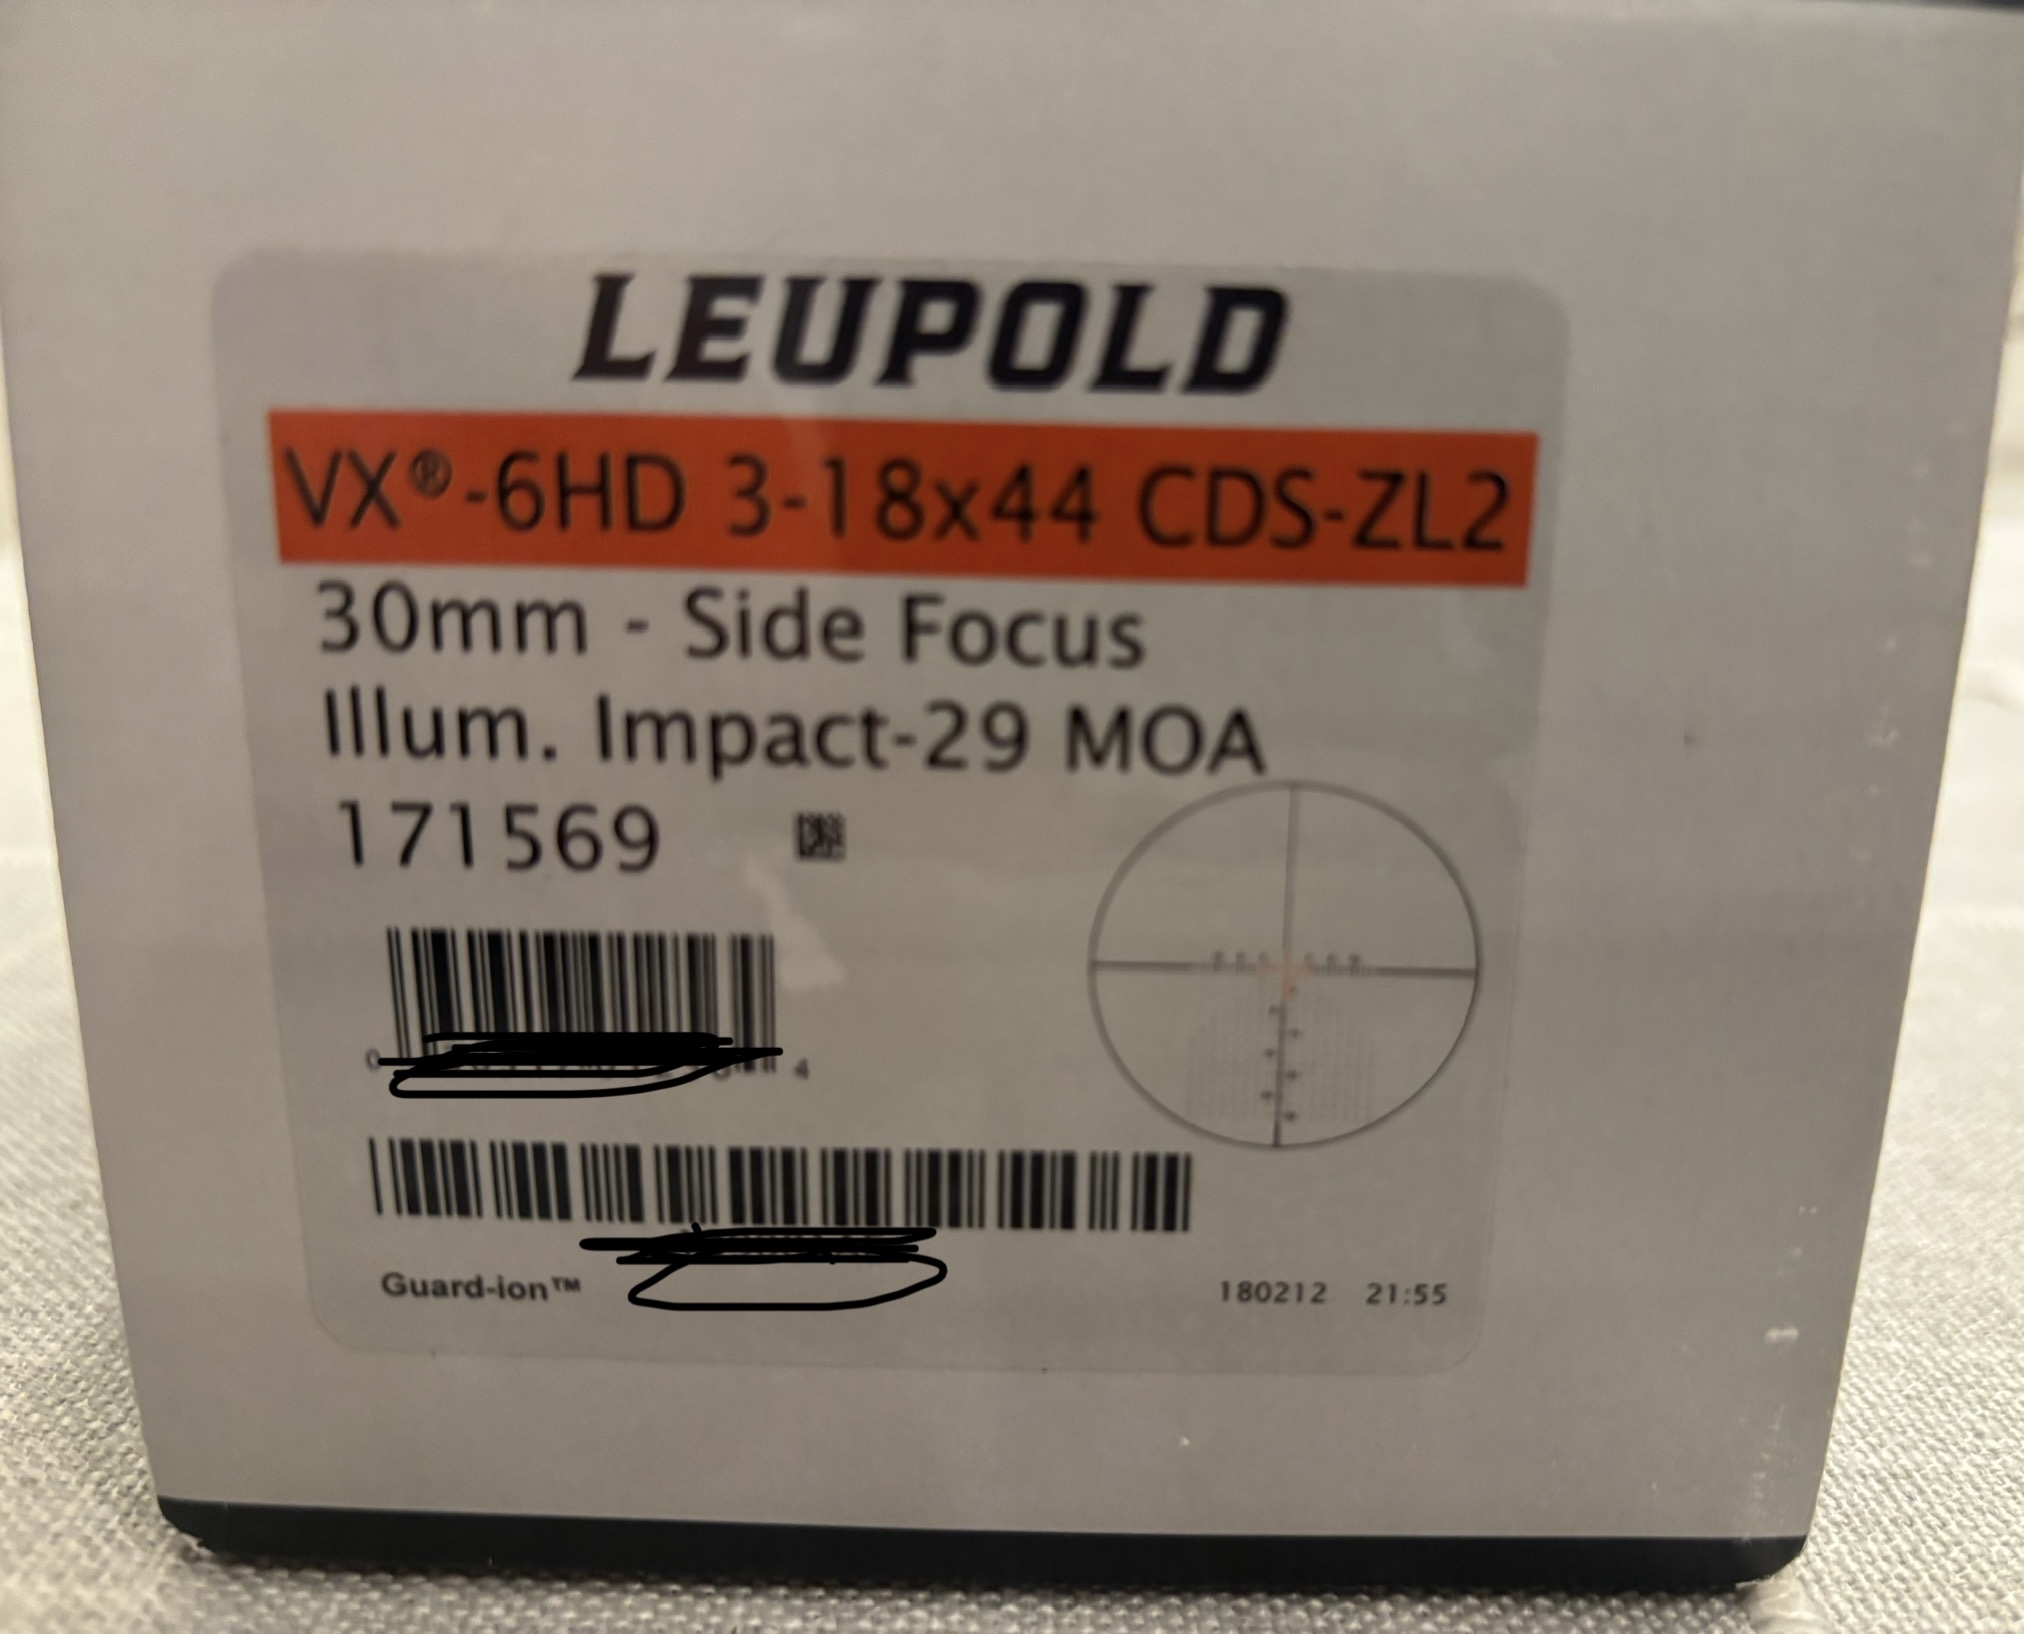 LEUPOLD
VX®-6HD 3-18x44 CDS-ZL2
30mm - Side Focus
Illum. Impact-29 MOA
171569
0 4
Guard-ion™
180212 21:55